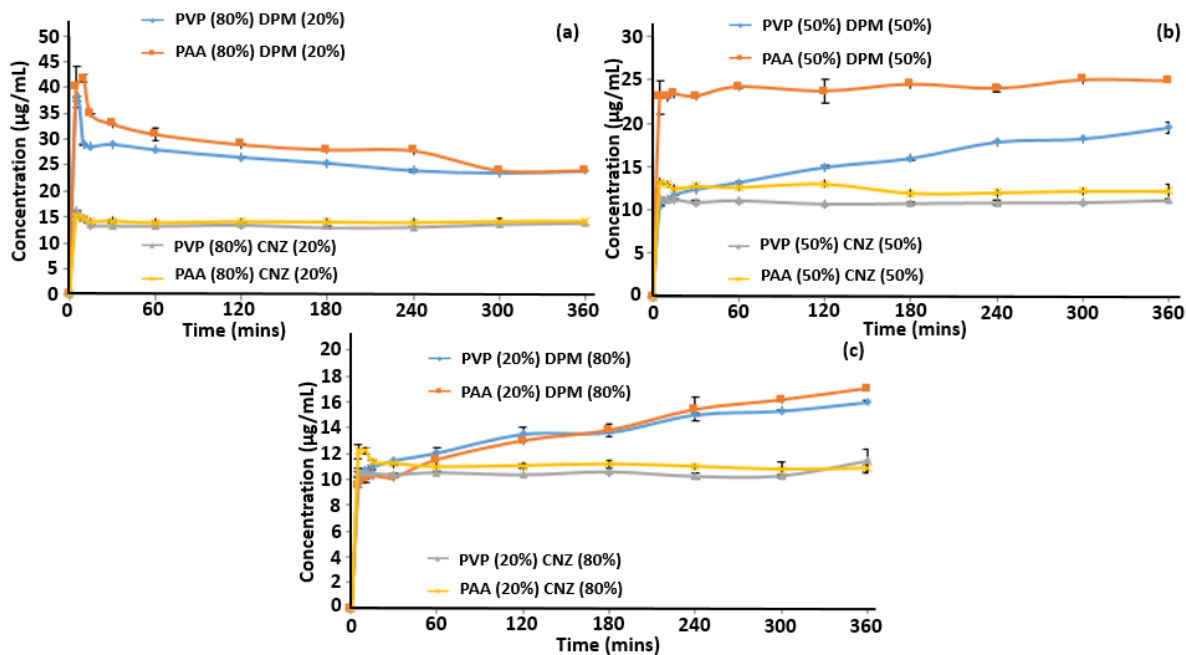 PVP (80%) DPM (20%)
PAA (80%) DPM (20%)
(a)
Concentration (µg/mL)
50
45
40
35
30
25
20
15
10
5
0
PVP (80%) CNZ (20%)
PAA (80%) CNZ (20%)
0 60 120 180 240 300 360
Time (mins)
PVP (50%) DPM (50%)
PAA (50%) DPM (50%)
(b)
Concentration (µg/mL)
30
25
20
15
10
5
0
PVP (50%) CNZ (50%)
PAA (50%) CNZ (50%)
0 60 120 180 240 300 360
Time (mins)
PVP (20%) DPM (80%)
PAA (20%) DPM (80%)
(c)
Concentration (µg/mL)
20
18
16
14
12
10
8
6
4
2
0
PVP (20%) CNZ (80%)
PAA (20%) CNZ (80%)
0 60 120 180 240 300 360
Time (mins)